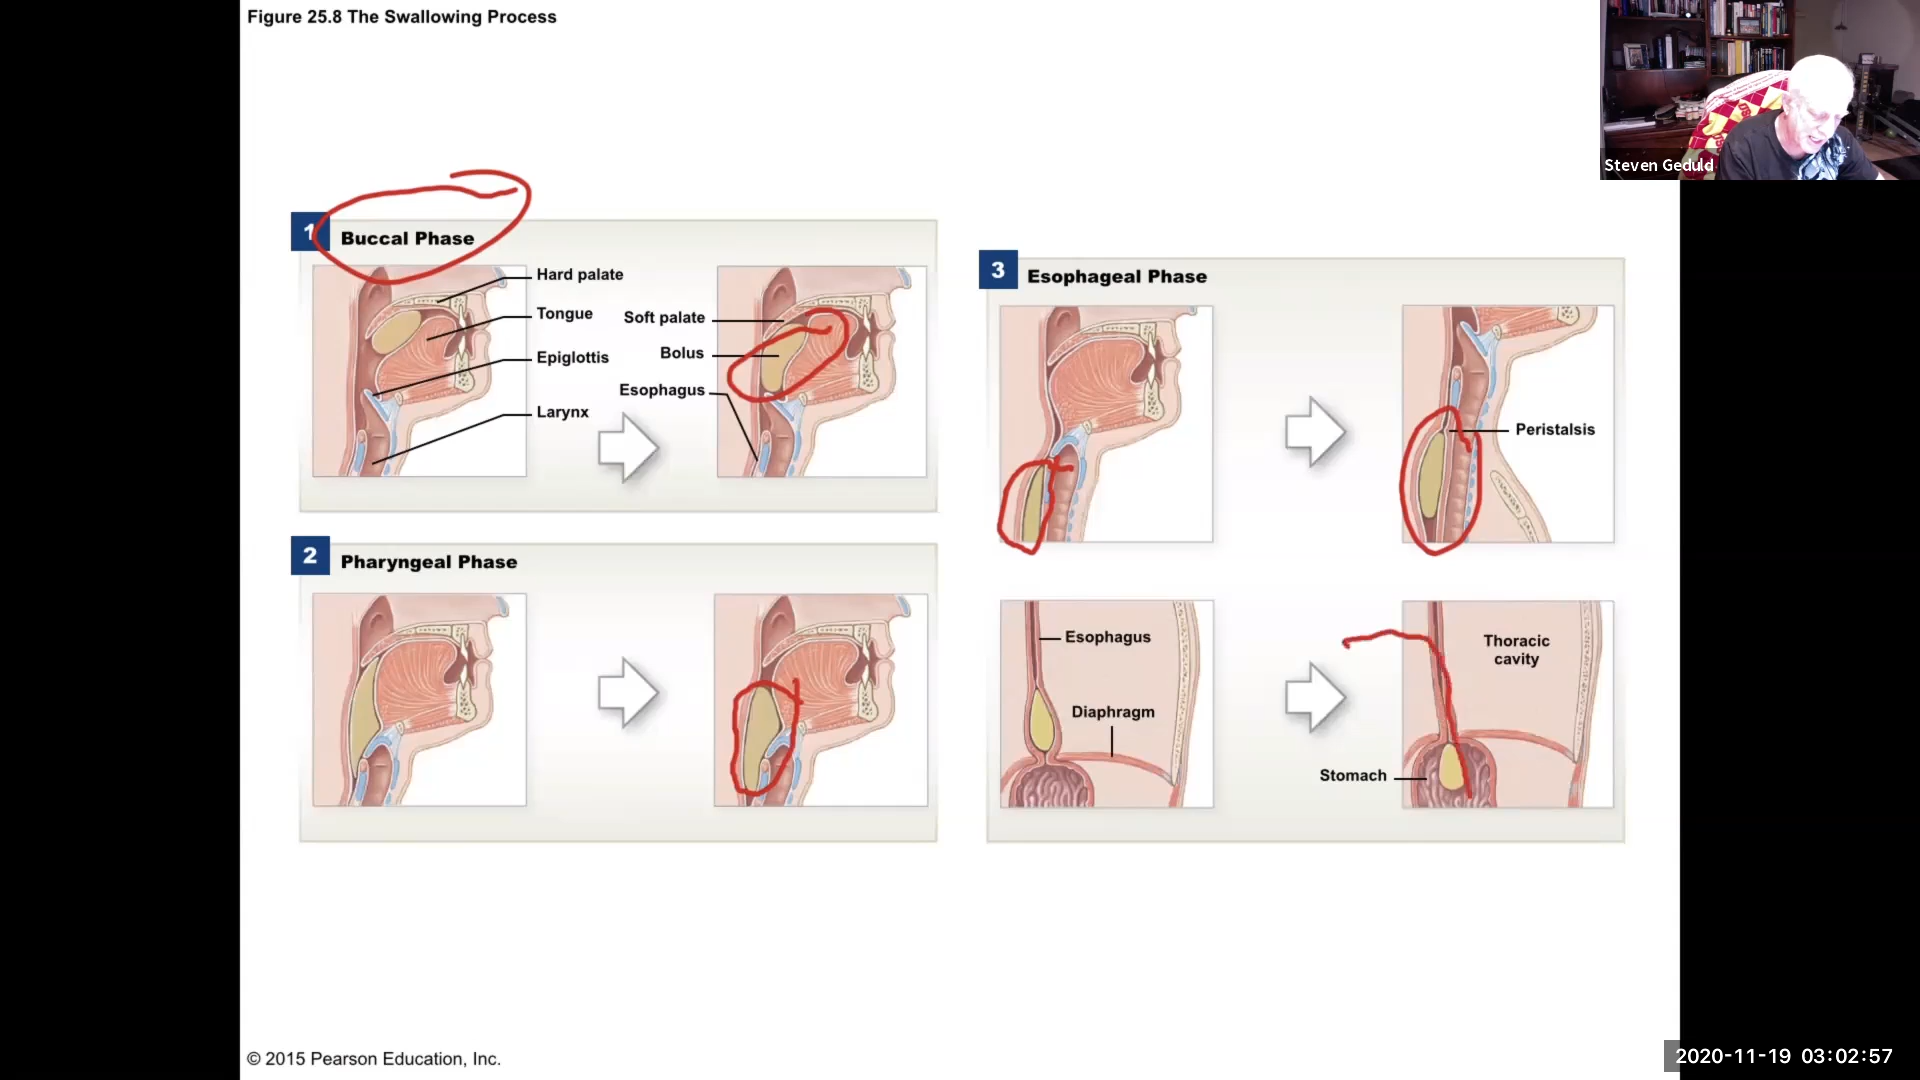 Figure 25.8 The Swallowing Process
Steven Geduld
1
Buccal Phase
Hard palate
Tongue
Epiglottis
Larynx
Soft palate
Bolus
Esophagus
2
Pharyngeal Phase
3
Esophageal Phase
Peristalsis
Esophagus
Diaphragm
Thoracic
cavity
Stomach
© 2015 Pearson Education, Inc.
2020-11-19 03:02:57